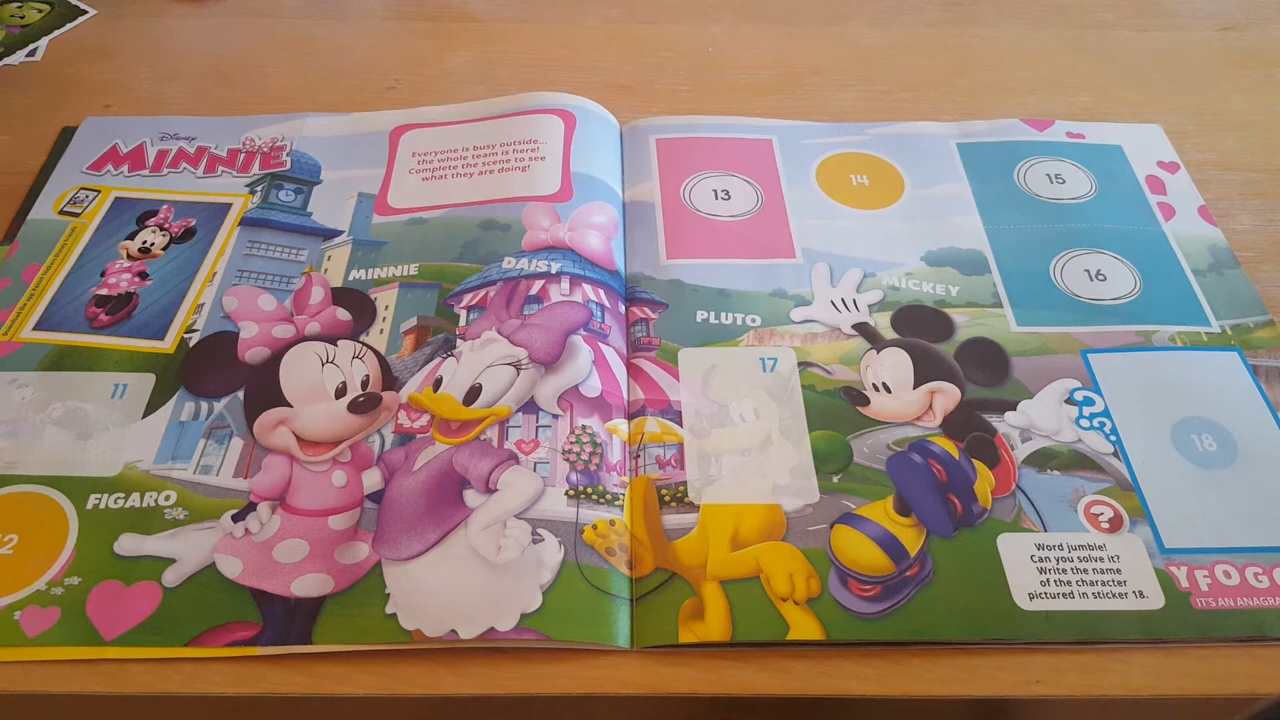 Disney
MINNIE
Everyone is busy outside...
the whole team is here!
Complete the scene to see
what they are doing!
MINNIE
DAISY
11
FIGARO
13
14
15
16
MICKEY
PLUTO
17
18
?
Word jumble!
Can you solve it?
Write the name
of the character
pictured in sticker 18.
IT'S AN